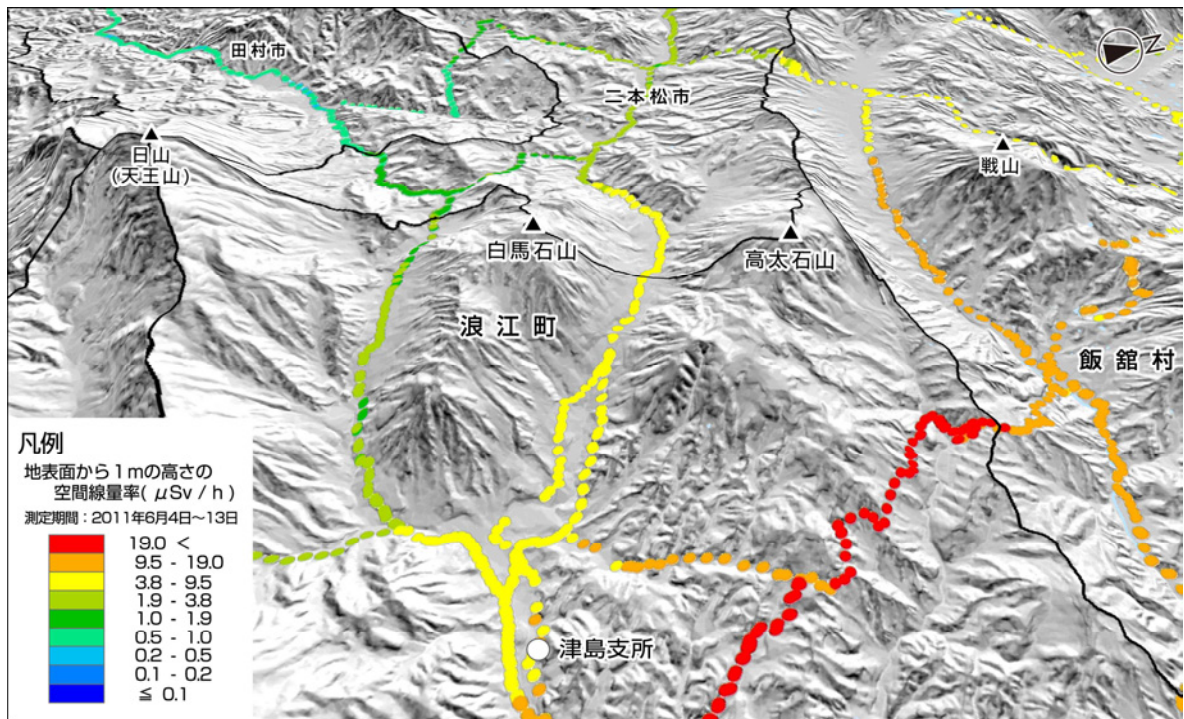 田村市
N
二本松市
日山
(天王山)
戦山
白馬石山
高太石山
浪江町
飯舘村
凡例
地表面から1mの高さの
空間線量率( μSv / h )
測定期間：2011年6月4日～13日
19.0 <
9.5 - 19.0
3.8 - 9.5
1.9 - 3.8
1.0 - 1.9
0.5 - 1.0
0.2 - 0.5
0.1 - 0.2
≦ 0.1
津島支所